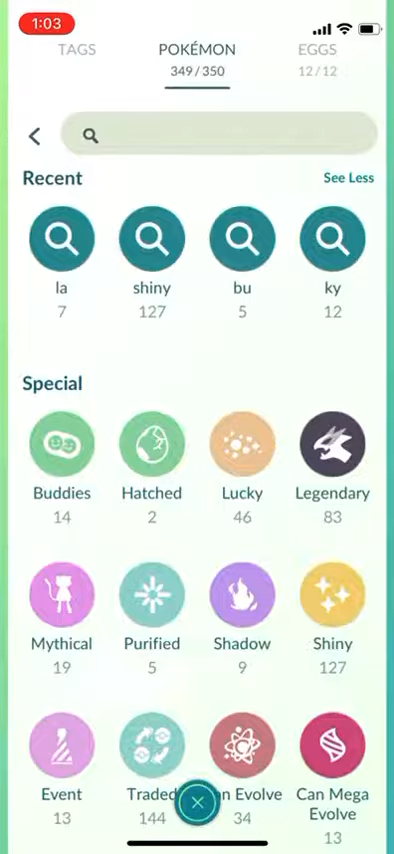 1:03
TAGS POKÉMON EGGS
349/350 12/12
Recent See Less
la shiny bu ky
7 127 5 12
Special
Buddies Hatched Lucky Legendary
14 2 46 83
Mythical Purified Shadow Shiny
19 5 9 127
Event Traded n Evolve Can Mega
Evolve
13 144 34 13